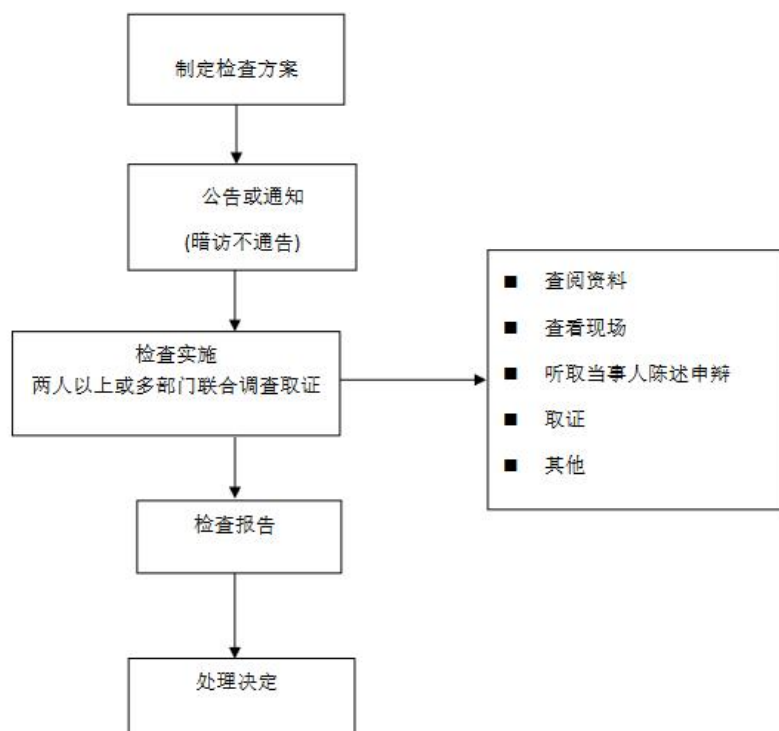 制定检查方案
公告或通知
(暗访不通告)
检查实施
两人以上或多部门联合调查取证
■ 查阅资料
■ 查看现场
■ 听取当事人陈述申辩
■ 取证
■ 其他
检查报告
处理决定